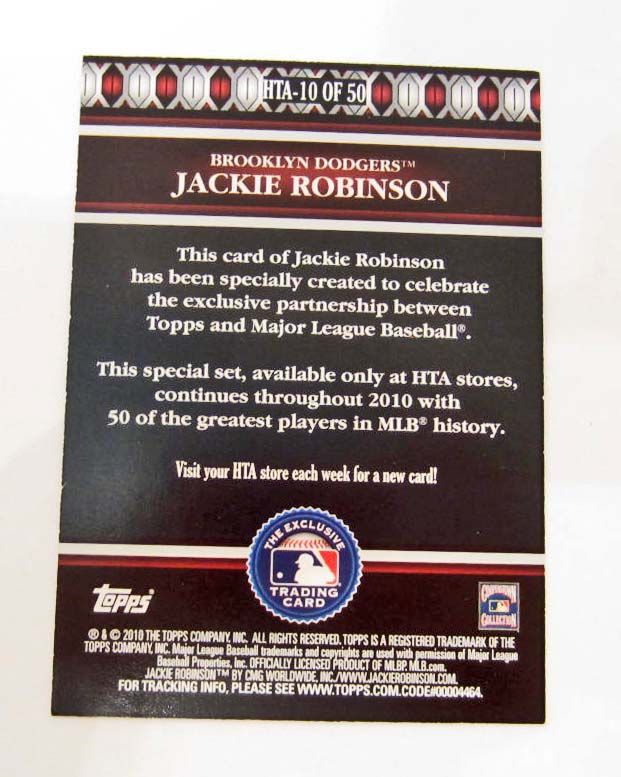 HTA-10 OF 50
BROOKLYN DODGERS™
JACKIE ROBINSON
This card of Jackie Robinson
has been specially created to celebrate
the exclusive partnership between
Topps and Major League Baseball®.
This special set, available only at HTA stores,
continues throughout 2010 with
50 of the greatest players in MLB® history.
Visit your HTA store each week for a new card!
THE EXCLUSIVE
TRADING
CARD
Topps®
COOPERSTOWN
COLLECTION
® & © 2010 THE TOPPS COMPANY, INC. ALL RIGHTS RESERVED. TOPPS IS A REGISTERED TRADEMARK OF THE
TOPPS COMPANY, INC. Major League Baseball trademarks and copyrights are used with permission of Major League
Baseball Properties, Inc. OFFICIALLY LICENSED PRODUCT OF MLBP. MLB.com.
JACKIE ROBINSON™ BY CMG WORLDWIDE, INC./WWW.JACKIEROBINSON.COM.
FOR TRACKING INFO, PLEASE SEE WWW.TOPPS.COM.CODE#00004464.